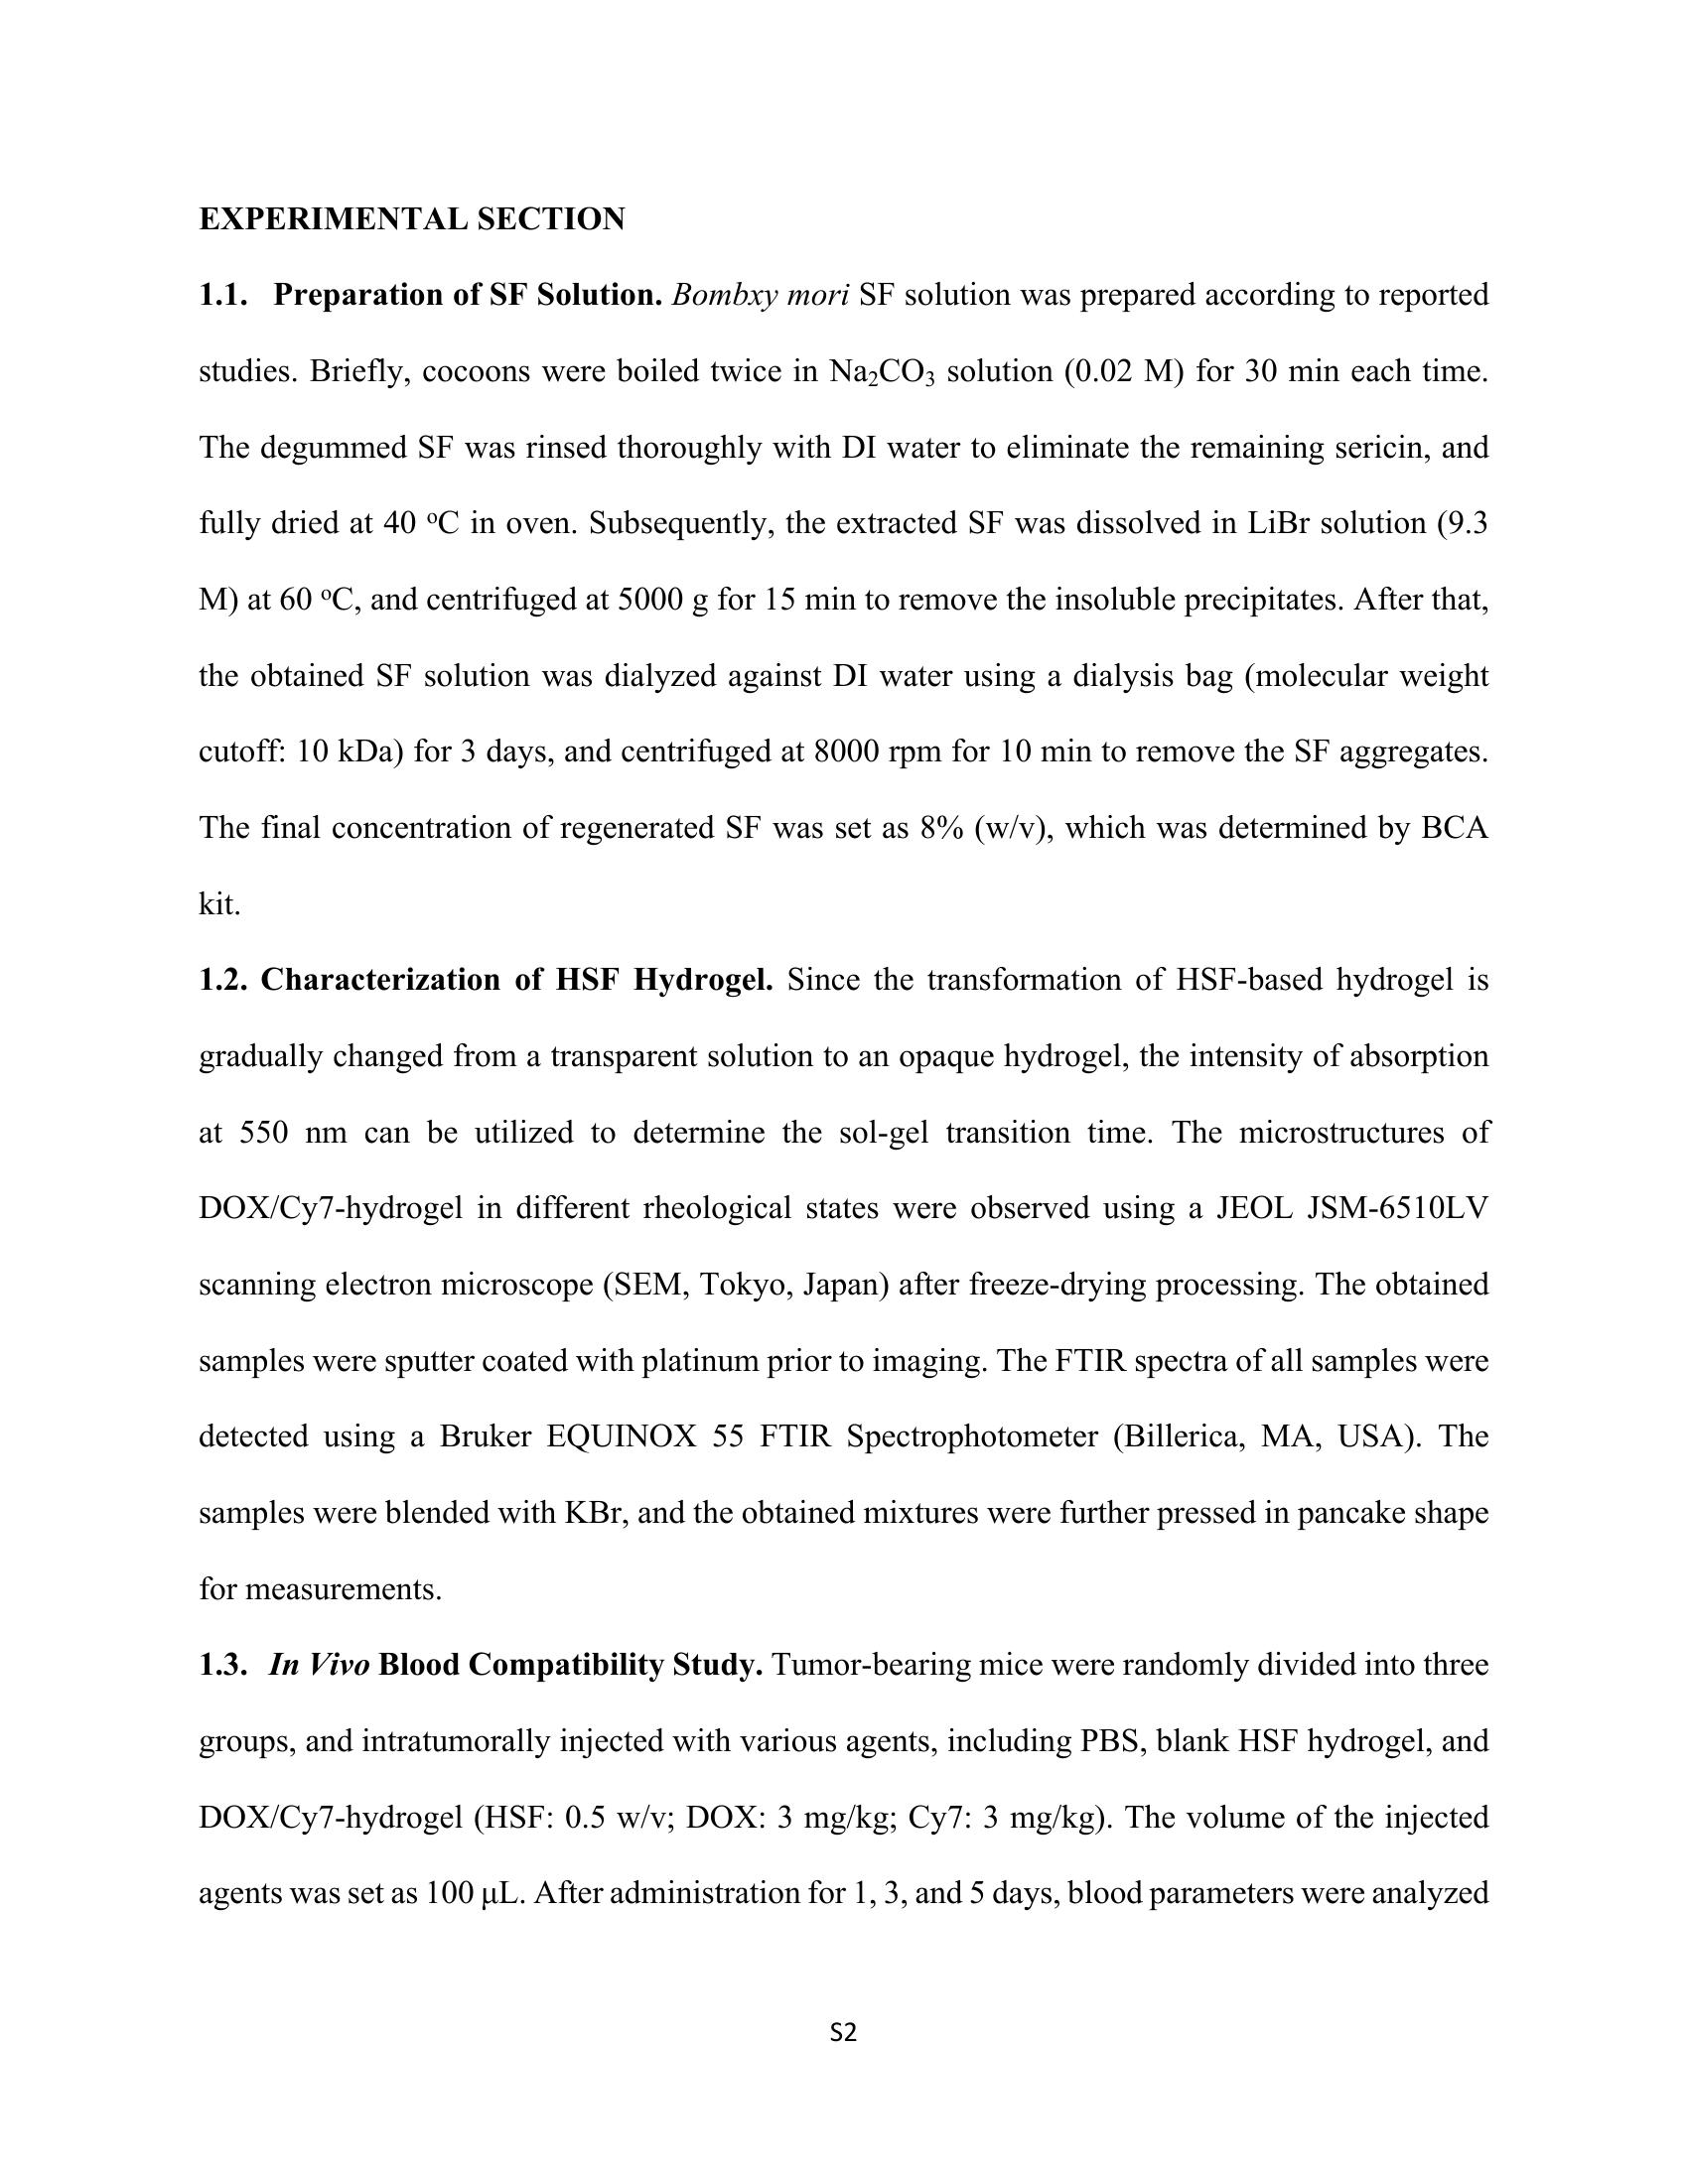 EXPERIMENTAL SECTION
1.1. Preparation of SF Solution. Bombxy mori SF solution was prepared according to reported
studies. Briefly, cocoons were boiled twice in Na₂CO₃ solution (0.02 M) for 30 min each time.
The degummed SF was rinsed thoroughly with DI water to eliminate the remaining sericin, and
fully dried at 40 ᵒC in oven. Subsequently, the extracted SF was dissolved in LiBr solution (9.3
M) at 60 ᵒC, and centrifuged at 5000 g for 15 min to remove the insoluble precipitates. After that,
the obtained SF solution was dialyzed against DI water using a dialysis bag (molecular weight
cutoff: 10 kDa) for 3 days, and centrifuged at 8000 rpm for 10 min to remove the SF aggregates.
The final concentration of regenerated SF was set as 8% (w/v), which was determined by BCA
kit.
1.2. Characterization of HSF Hydrogel. Since the transformation of HSF-based hydrogel is
gradually changed from a transparent solution to an opaque hydrogel, the intensity of absorption
at 550 nm can be utilized to determine the sol-gel transition time. The microstructures of
DOX/Cy7-hydrogel in different rheological states were observed using a JEOL JSM-6510LV
scanning electron microscope (SEM, Tokyo, Japan) after freeze-drying processing. The obtained
samples were sputter coated with platinum prior to imaging. The FTIR spectra of all samples were
detected using a Bruker EQUINOX 55 FTIR Spectrophotometer (Billerica, MA, USA). The
samples were blended with KBr, and the obtained mixtures were further pressed in pancake shape
for measurements.
1.3. In Vivo Blood Compatibility Study. Tumor-bearing mice were randomly divided into three
groups, and intratumorally injected with various agents, including PBS, blank HSF hydrogel, and
DOX/Cy7-hydrogel (HSF: 0.5 w/v; DOX: 3 mg/kg; Cy7: 3 mg/kg). The volume of the injected
agents was set as 100 μL. After administration for 1, 3, and 5 days, blood parameters were analyzed
S2